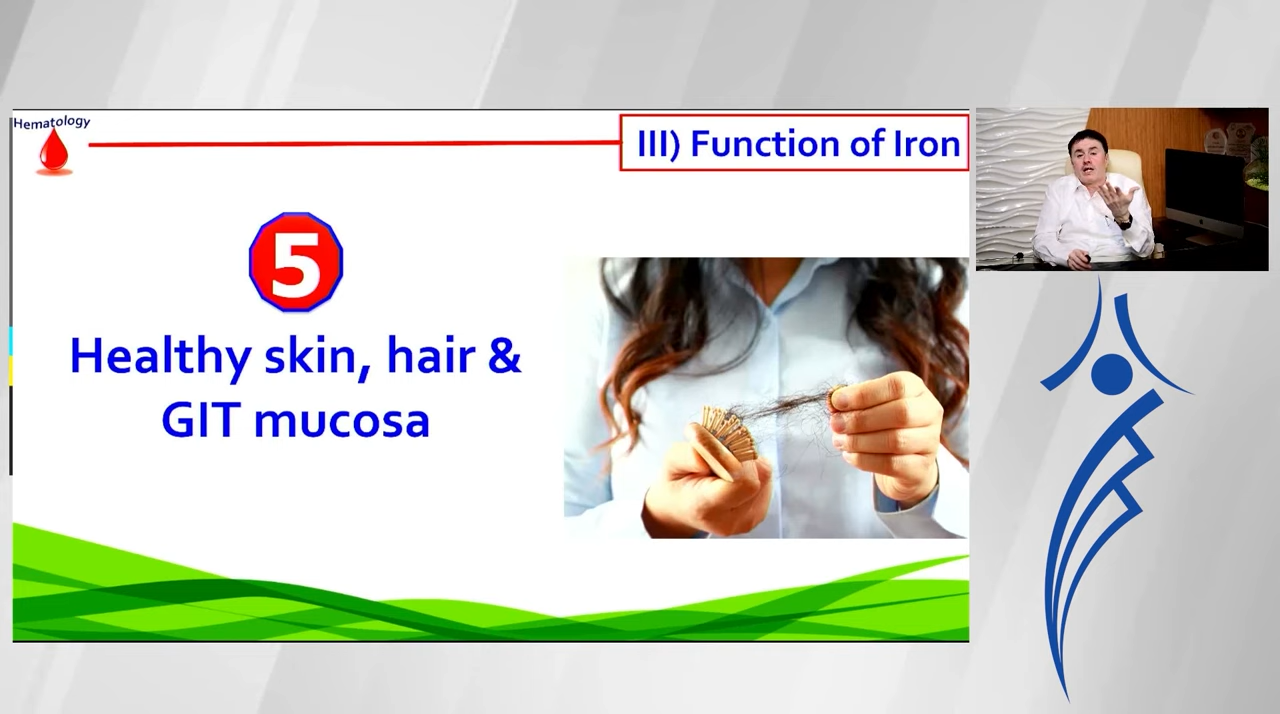 Hematology
III) Function of Iron
5
Healthy skin, hair &
GIT mucosa